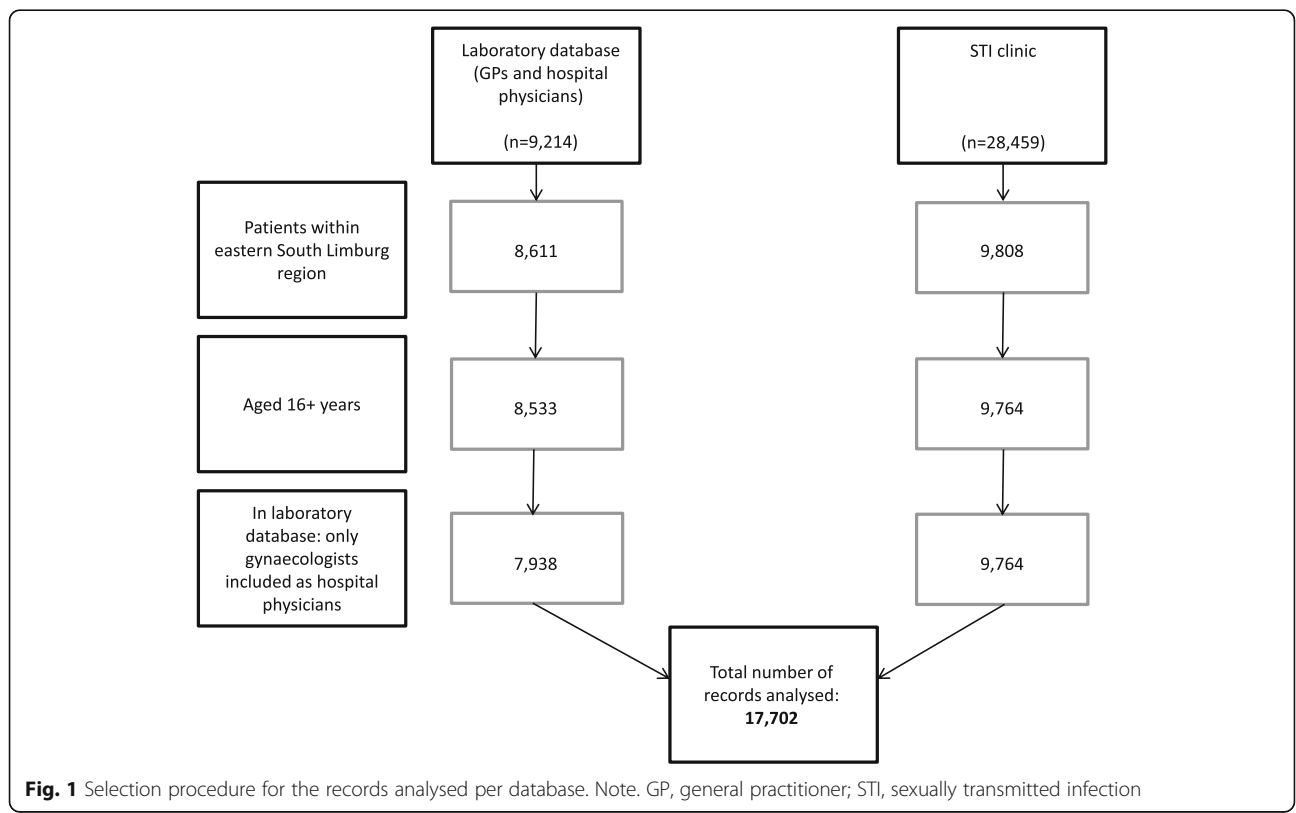 Laboratory database
(GPs and hospital
physicians)
(n=9,214)
STI clinic
(n=28,459)
Patients within
eastern South Limburg
region
8,611
9,808
Aged 16+ years
8,533
9,764
In laboratory
database: only
gynaecologists
included as hospital
physicians
7,938
9,764
Total number of
records analysed:
17,702
Fig. 1 Selection procedure for the records analysed per database. Note. GP, general practitioner; STI, sexually transmitted infection